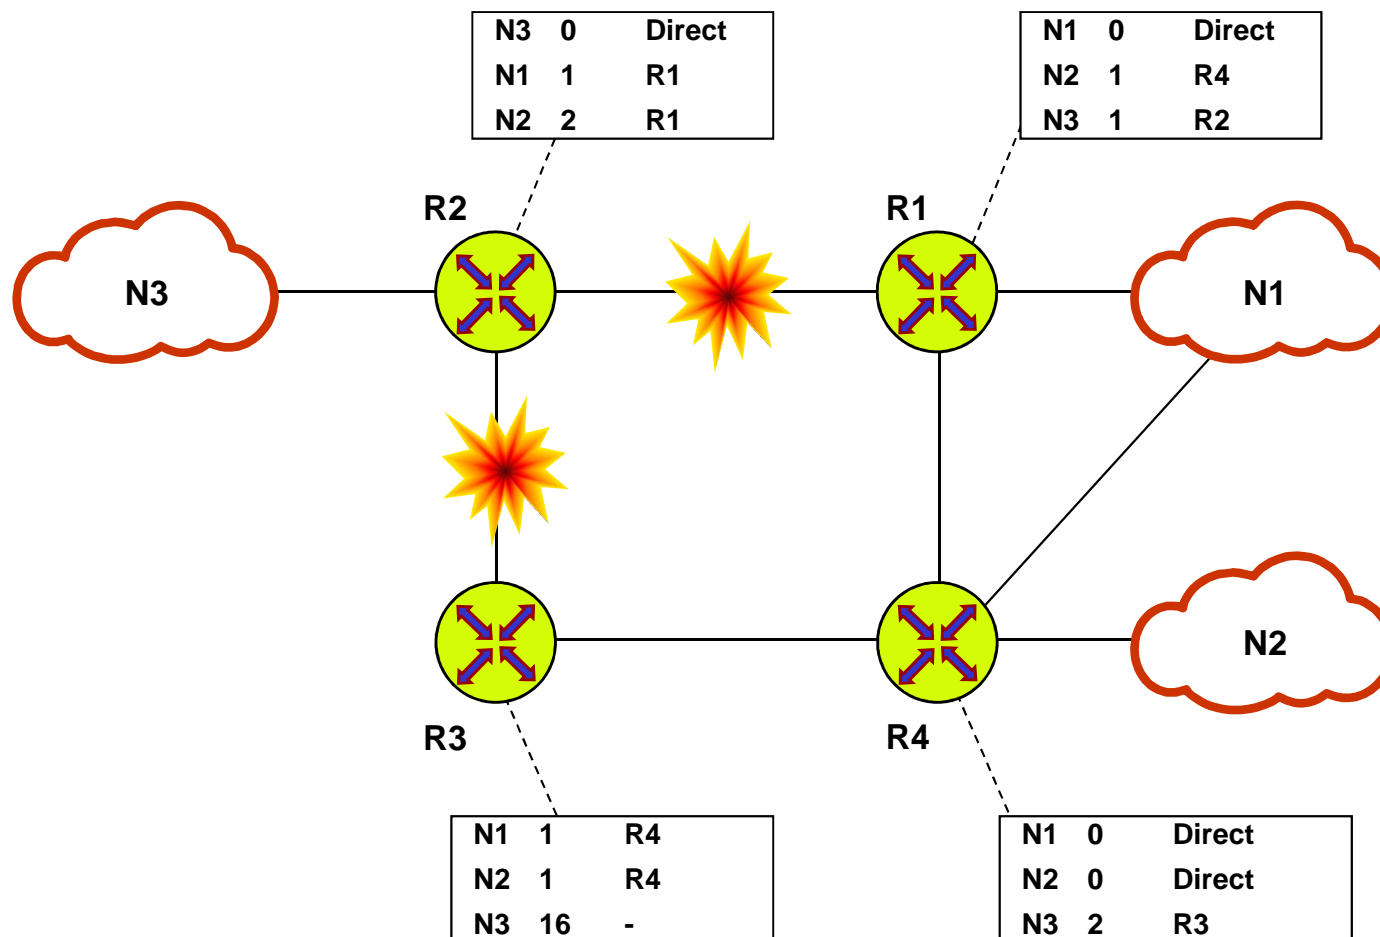 N3 0 Direct
N1 1 R1
N2 2 R1
N1 0 Direct
N2 1 R4
N3 1 R2
R2
R1
N3
N1
N2
R3
R4
N1 1 R4
N2 1 R4
N3 16 -
N1 0 Direct
N2 0 Direct
N3 2 R3